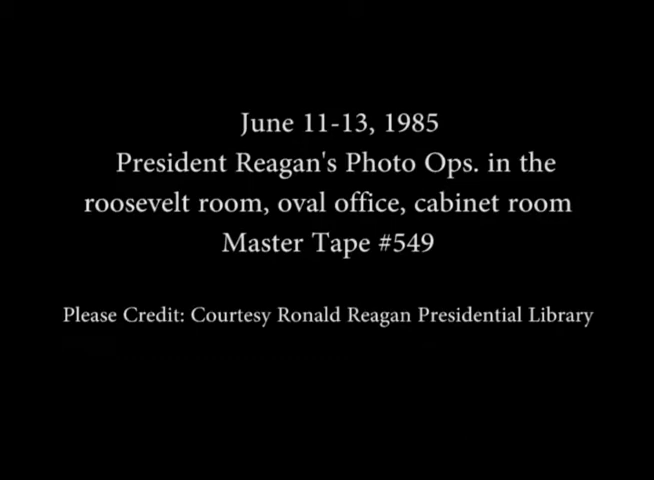 June 11-13, 1985
President Reagan's Photo Ops. in the
roosevelt room, oval office, cabinet room
Master Tape #549
Please Credit: Courtesy Ronald Reagan Presidential Library